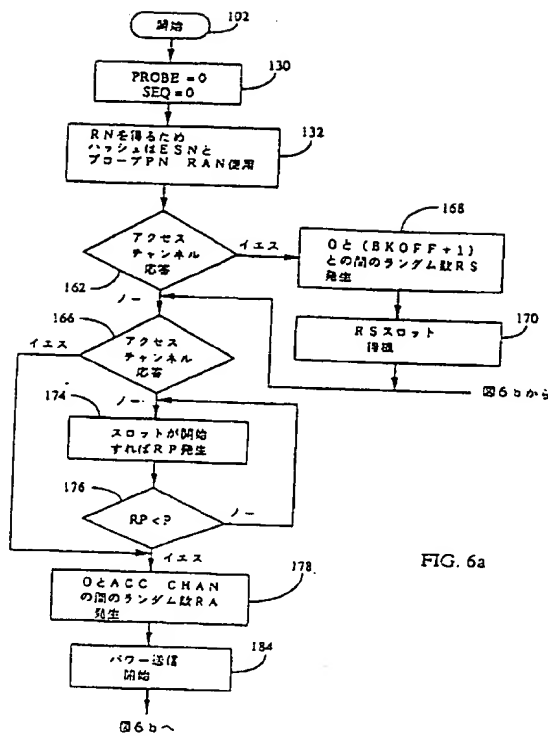 開始
102
PROBE=0
SEQ=0
130
RNを得るため
ハッシュはESNと
プローブPN RAN使用
132
アクセス
チャンネル
応答
162
イエス
ノー
0と(BKOFF+1)
との間のランダム数RS
発生
168
RSスロット
待機
170
図6bから
166
アクセス
チャンネル
応答
イエス
ノー
174
スロットが開始
すればRP発生
176
RP<P
ノー
イエス
0とACC CHAN
の間のランダム数RA
発生
178
パワー送信
開始
184
図6bへ
FIG. 6a